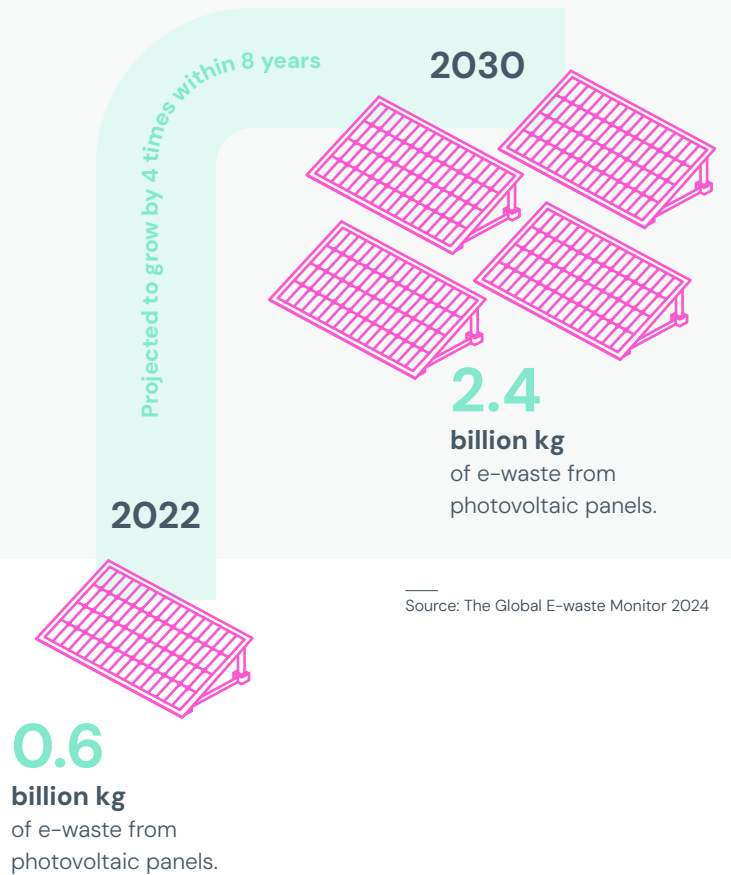 Projected to grow by 4 times within 8 years
2030
2.4
billion kg
of e-waste from
photovoltaic panels.
2022
Source: The Global E-waste Monitor 2024
0.6
billion kg
of e-waste from
photovoltaic panels.